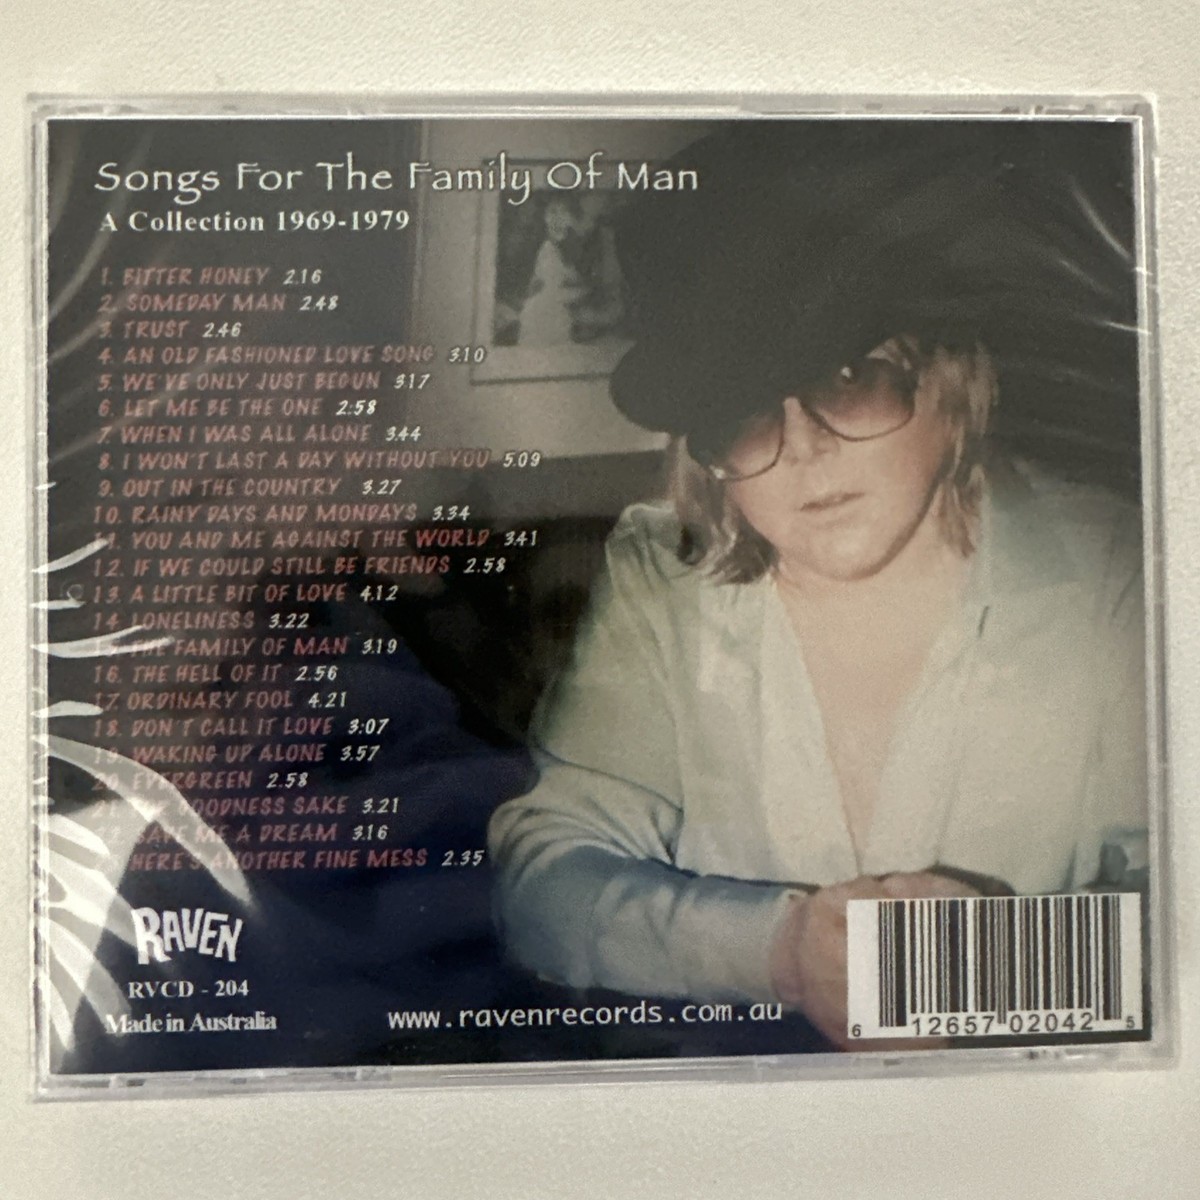 Songs For The Family Of Man
A Collection 1969-1979
1. BITTER HONEY 2.16
2. SOMEDAY MAN 2.48
3. TRUST 2.46
4. AN OLD FASHIONED LOVE SONG 3.10
5. WE'VE ONLY JUST BEGUN 3.17
6. LET ME BE THE ONE 2:58
7. WHEN I WAS ALL ALONE 3.44
8. I WON'T LAST A DAY WITHOUT YOU 5.09
9. OUT IN THE COUNTRY 3.27
10. RAINY DAYS AND MONDAYS 3.34
11. YOU AND ME AGAINST THE WORLD 3.41
12. IF WE COULD STILL BE FRIENDS 2.58
13. A LITTLE BIT OF LOVE 4.12
14. LONELINESS 3.22
15. THE FAMILY OF MAN 3.19
16. THE HELL OF IT 2.56
17. ORDINARY FOOL 4.21
18. DON'T CALL IT LOVE 3:07
19. WAKING UP ALONE 3.57
20. EVERGREEN 2.58
21. GOODNESS SAKE 3.21
22. SAVE ME A DREAM 3.16
HERE'S ANOTHER FINE MESS 2.35
RAVEN
RVCD - 204
Made in Australia
www.ravenrecords.com.au
6 12657 02042 5